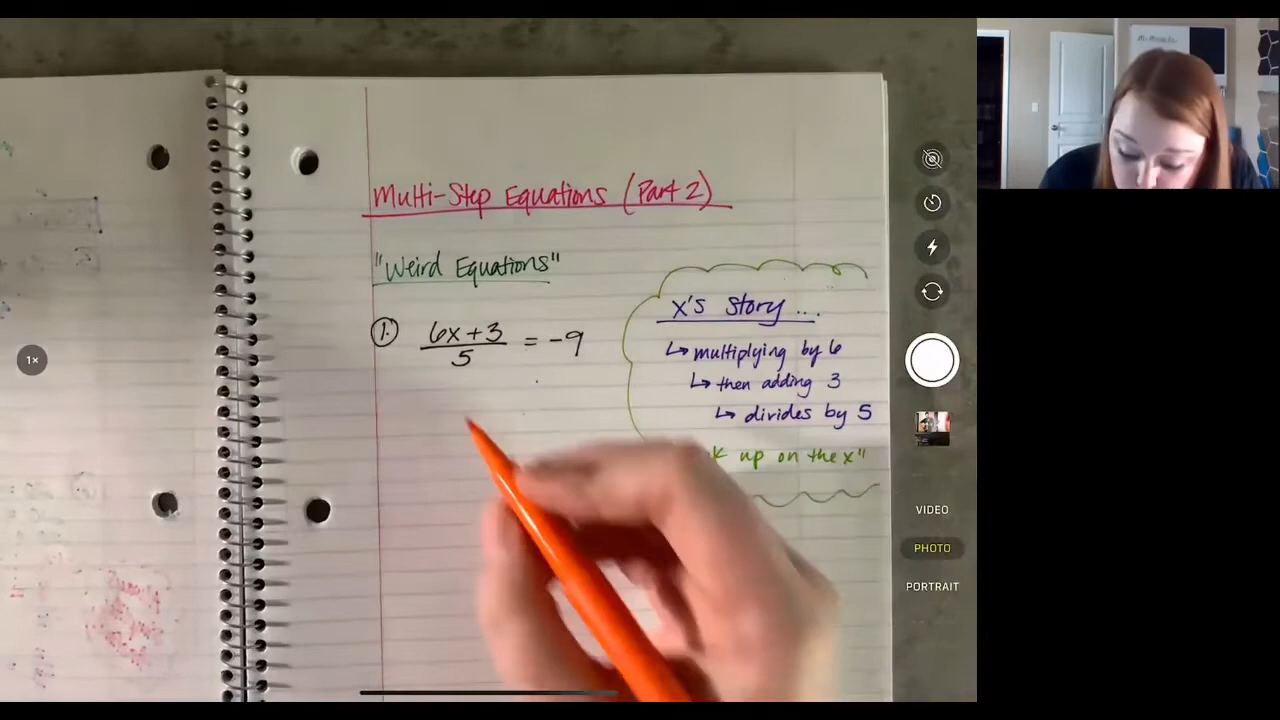 Multi-Step Equations (Part 2)
"Weird Equations"
1. 6x+3
5
= -9
x's Story...
↳ multiplying by 6
↳ then adding 3
↳ divides by 5
up on the x"
1×
VIDEO
PHOTO
PORTRAIT